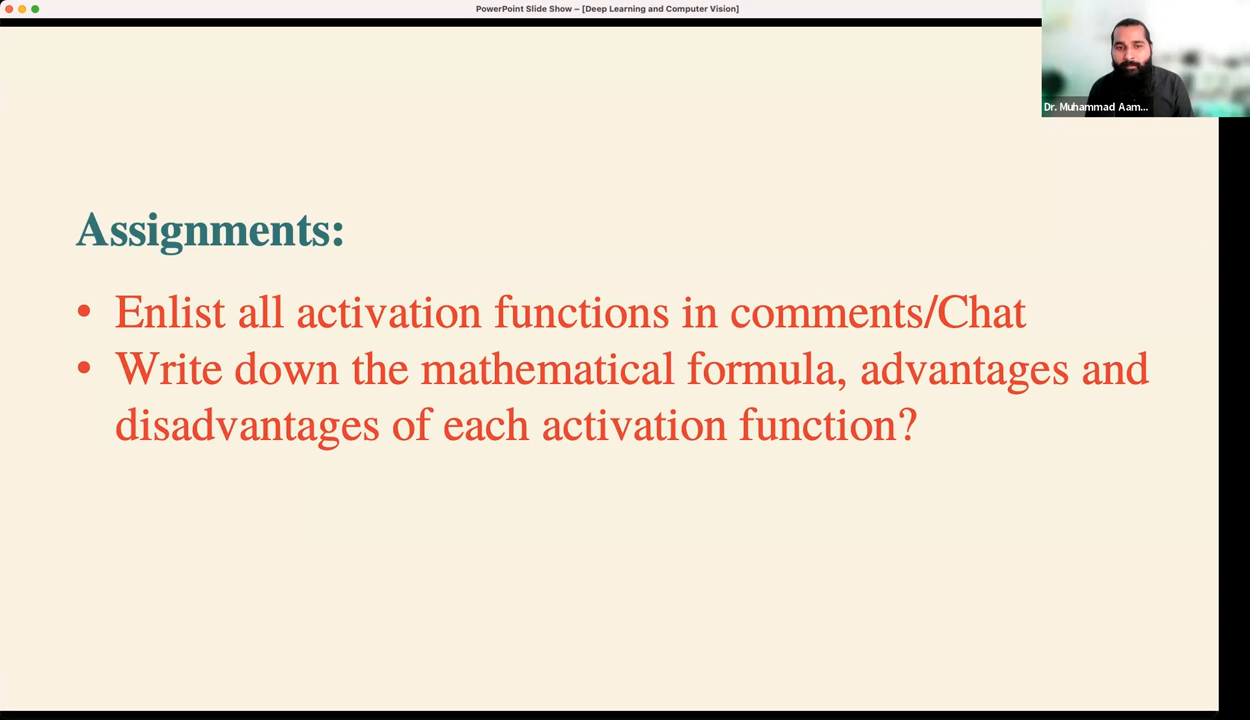 PowerPoint Slide Show – [Deep Learning and Computer Vision]
Dr. Muhammad Aam...
Assignments:
• Enlist all activation functions in comments/Chat
• Write down the mathematical formula, advantages and
disadvantages of each activation function?